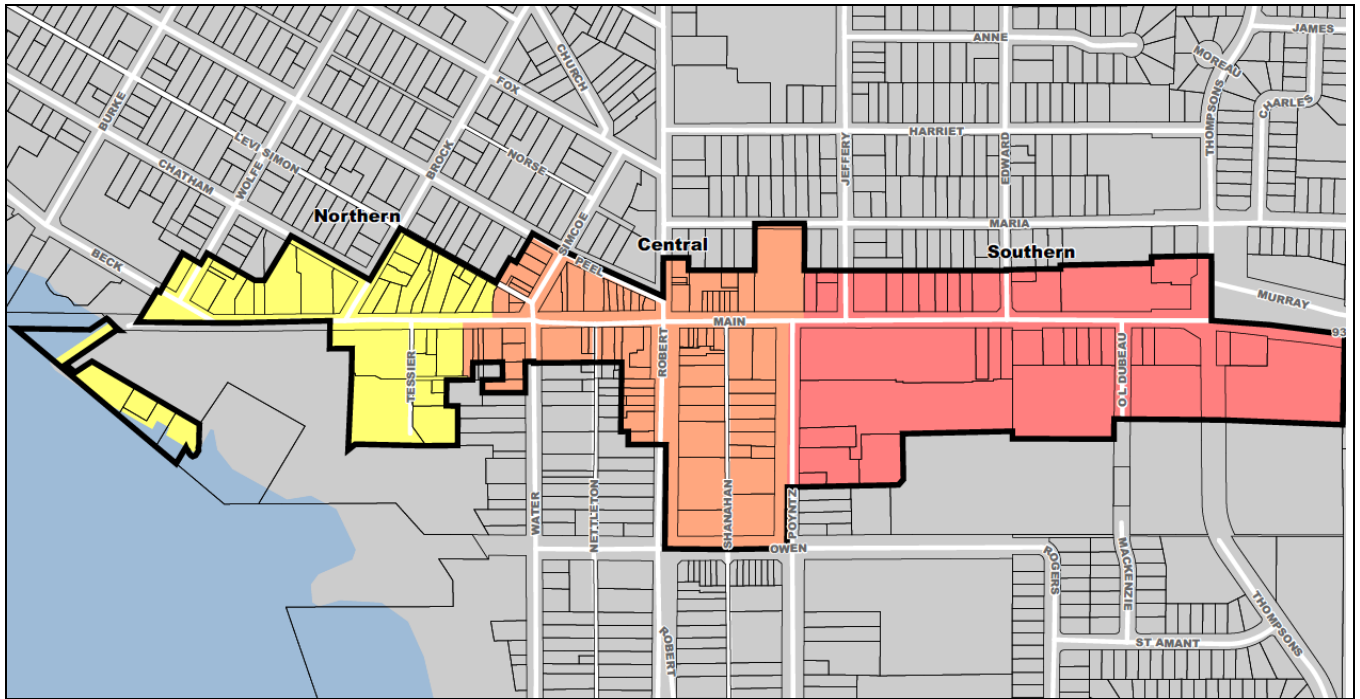 ANNE
JAMES
MOREAU
CHURCH
FOX
BURKE
THOMPSONS
CHARLES
HARRIET
LEVI SIMON
BROCK
NORSE
JEFFERY
EDWARD
CHATHAM
WOLFE
Northern
SIMCOE
MARIA
Central
Southern
BECK
PEEL
MURRAY
MAIN
93
ROBERT
TESSIER
O.L.DUBEAU
WATER
NETTLETON
SHANAHAN
POYNTZ
OWEN
ROGERS
MACKENZIE
THOMPSONS
ROBERT
ST AMANT